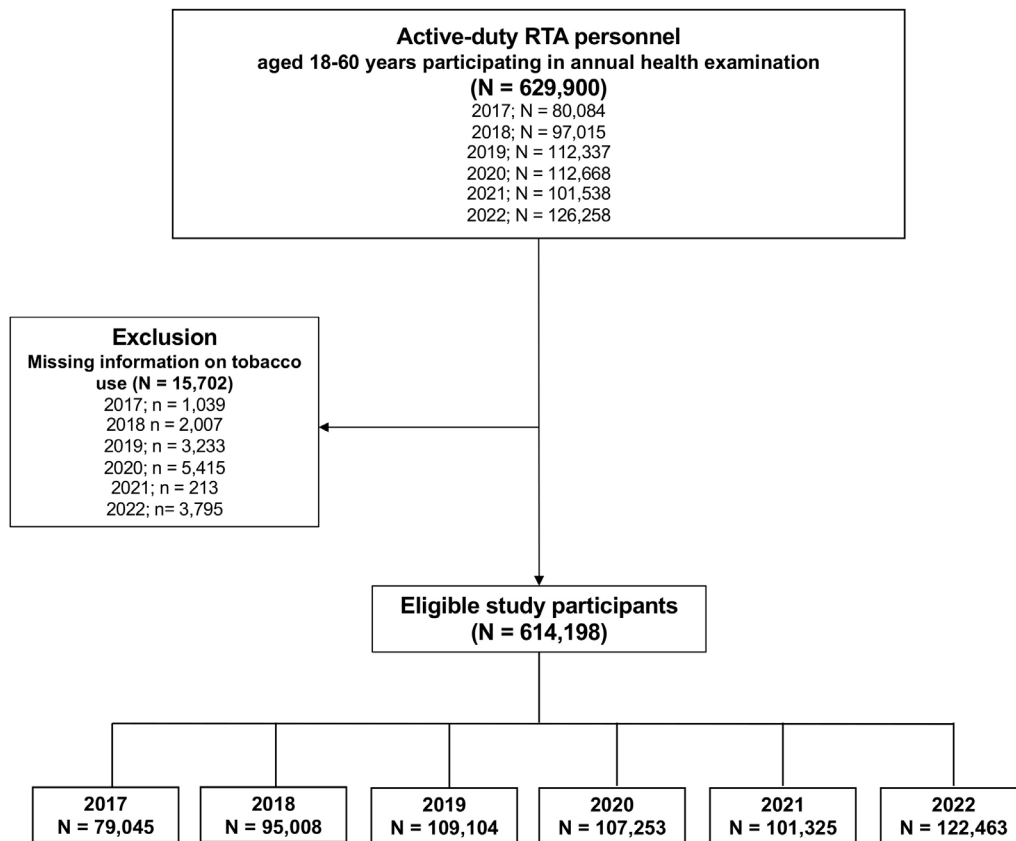 Active-duty RTA personnel
aged 18-60 years participating in annual health examination
(N = 629,900)
2017; N = 80,084
2018; N = 97,015
2019; N = 112,337
2020; N = 112,668
2021; N = 101,538
2022; N = 126,258
Exclusion
Missing information on tobacco
use (N = 15,702)
2017; n = 1,039
2018 n = 2,007
2019; n = 3,233
2020; n = 5,415
2021; n = 213
2022; n= 3,795
Eligible study participants
(N = 614,198)
2017
N = 79,045
2018
N = 95,008
2019
N = 109,104
2020
N = 107,253
2021
N = 101,325
2022
N = 122,463